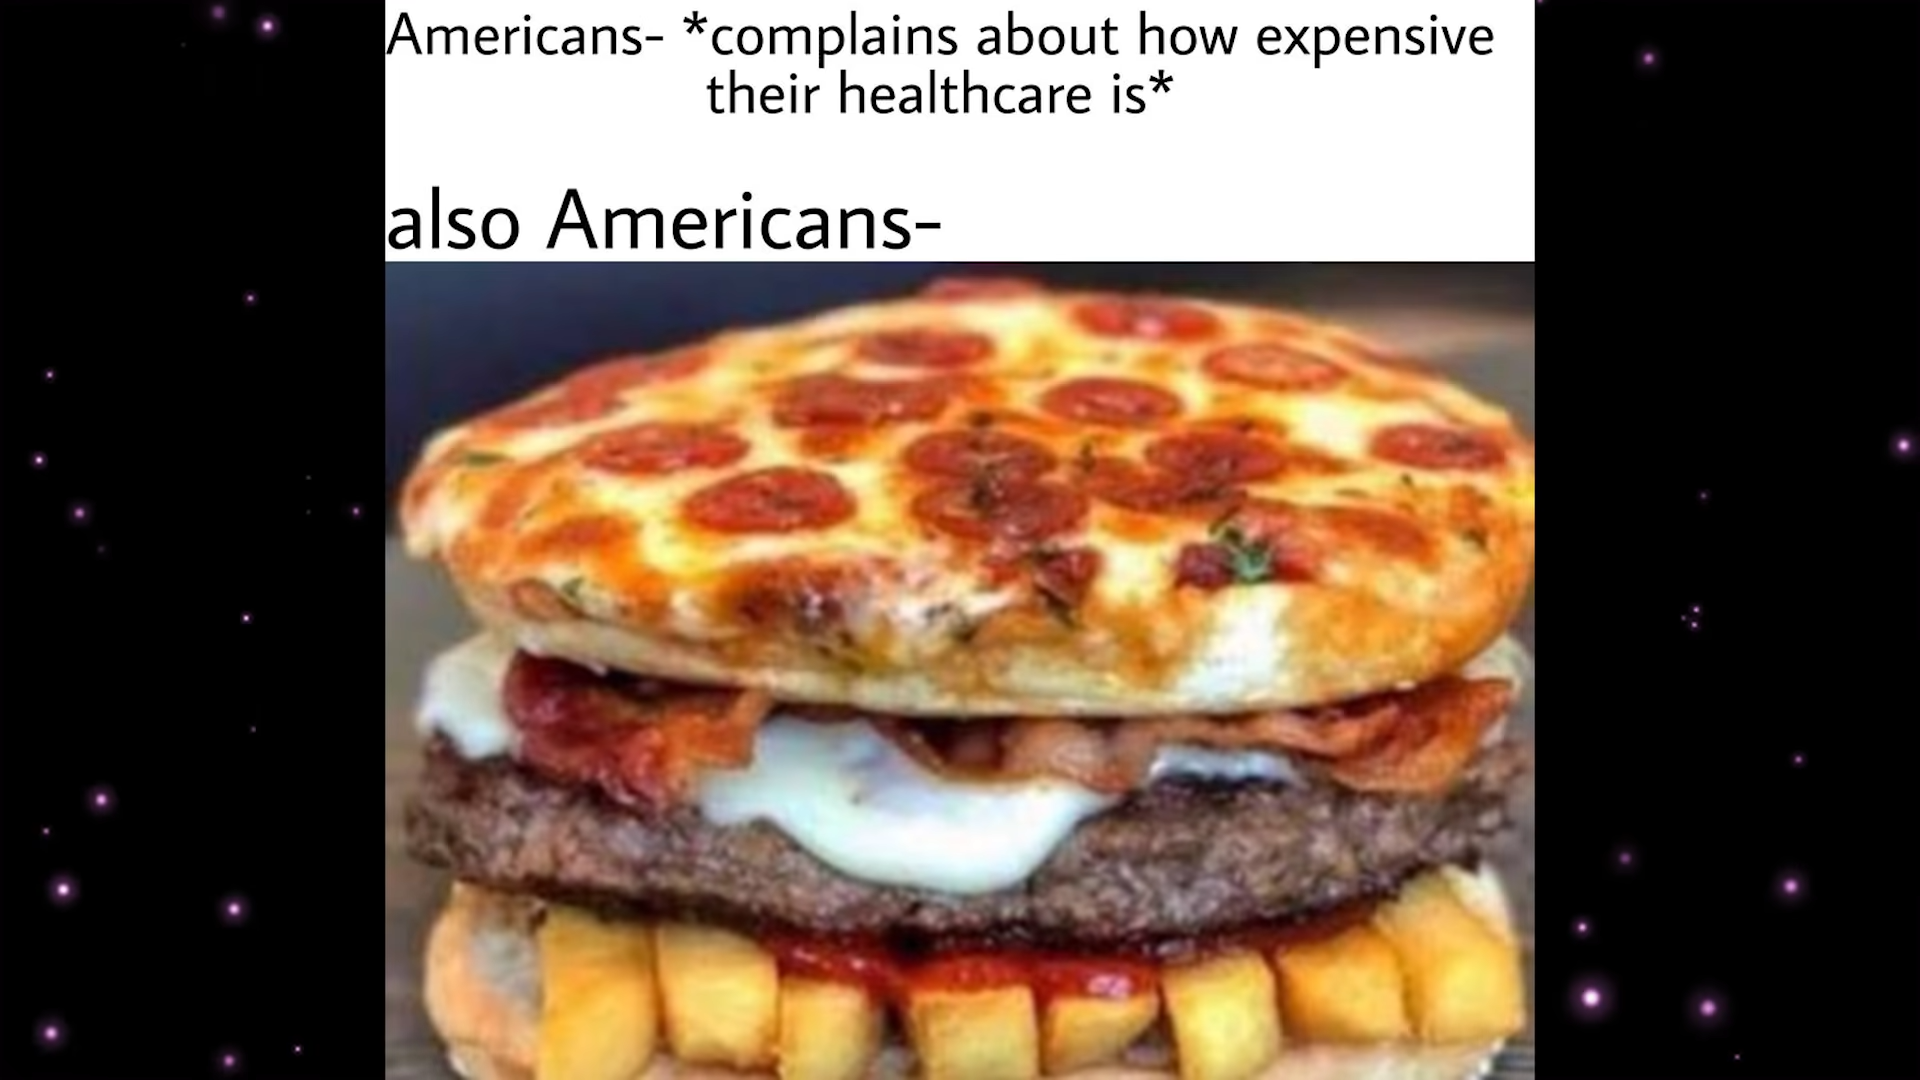 Americans- *complains about how expensive
their healthcare is*
also Americans-